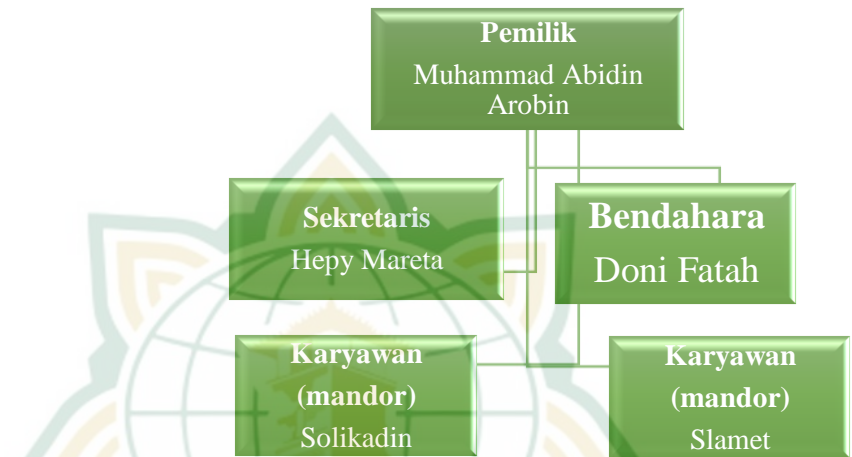 Pemilik
Muhammad Abidin
Arobin
Sekretaris
Hepy Mareta
Bendahara
Doni Fatah
Karyawan
(mandor)
Solikadin
Karyawan
(mandor)
Slamet